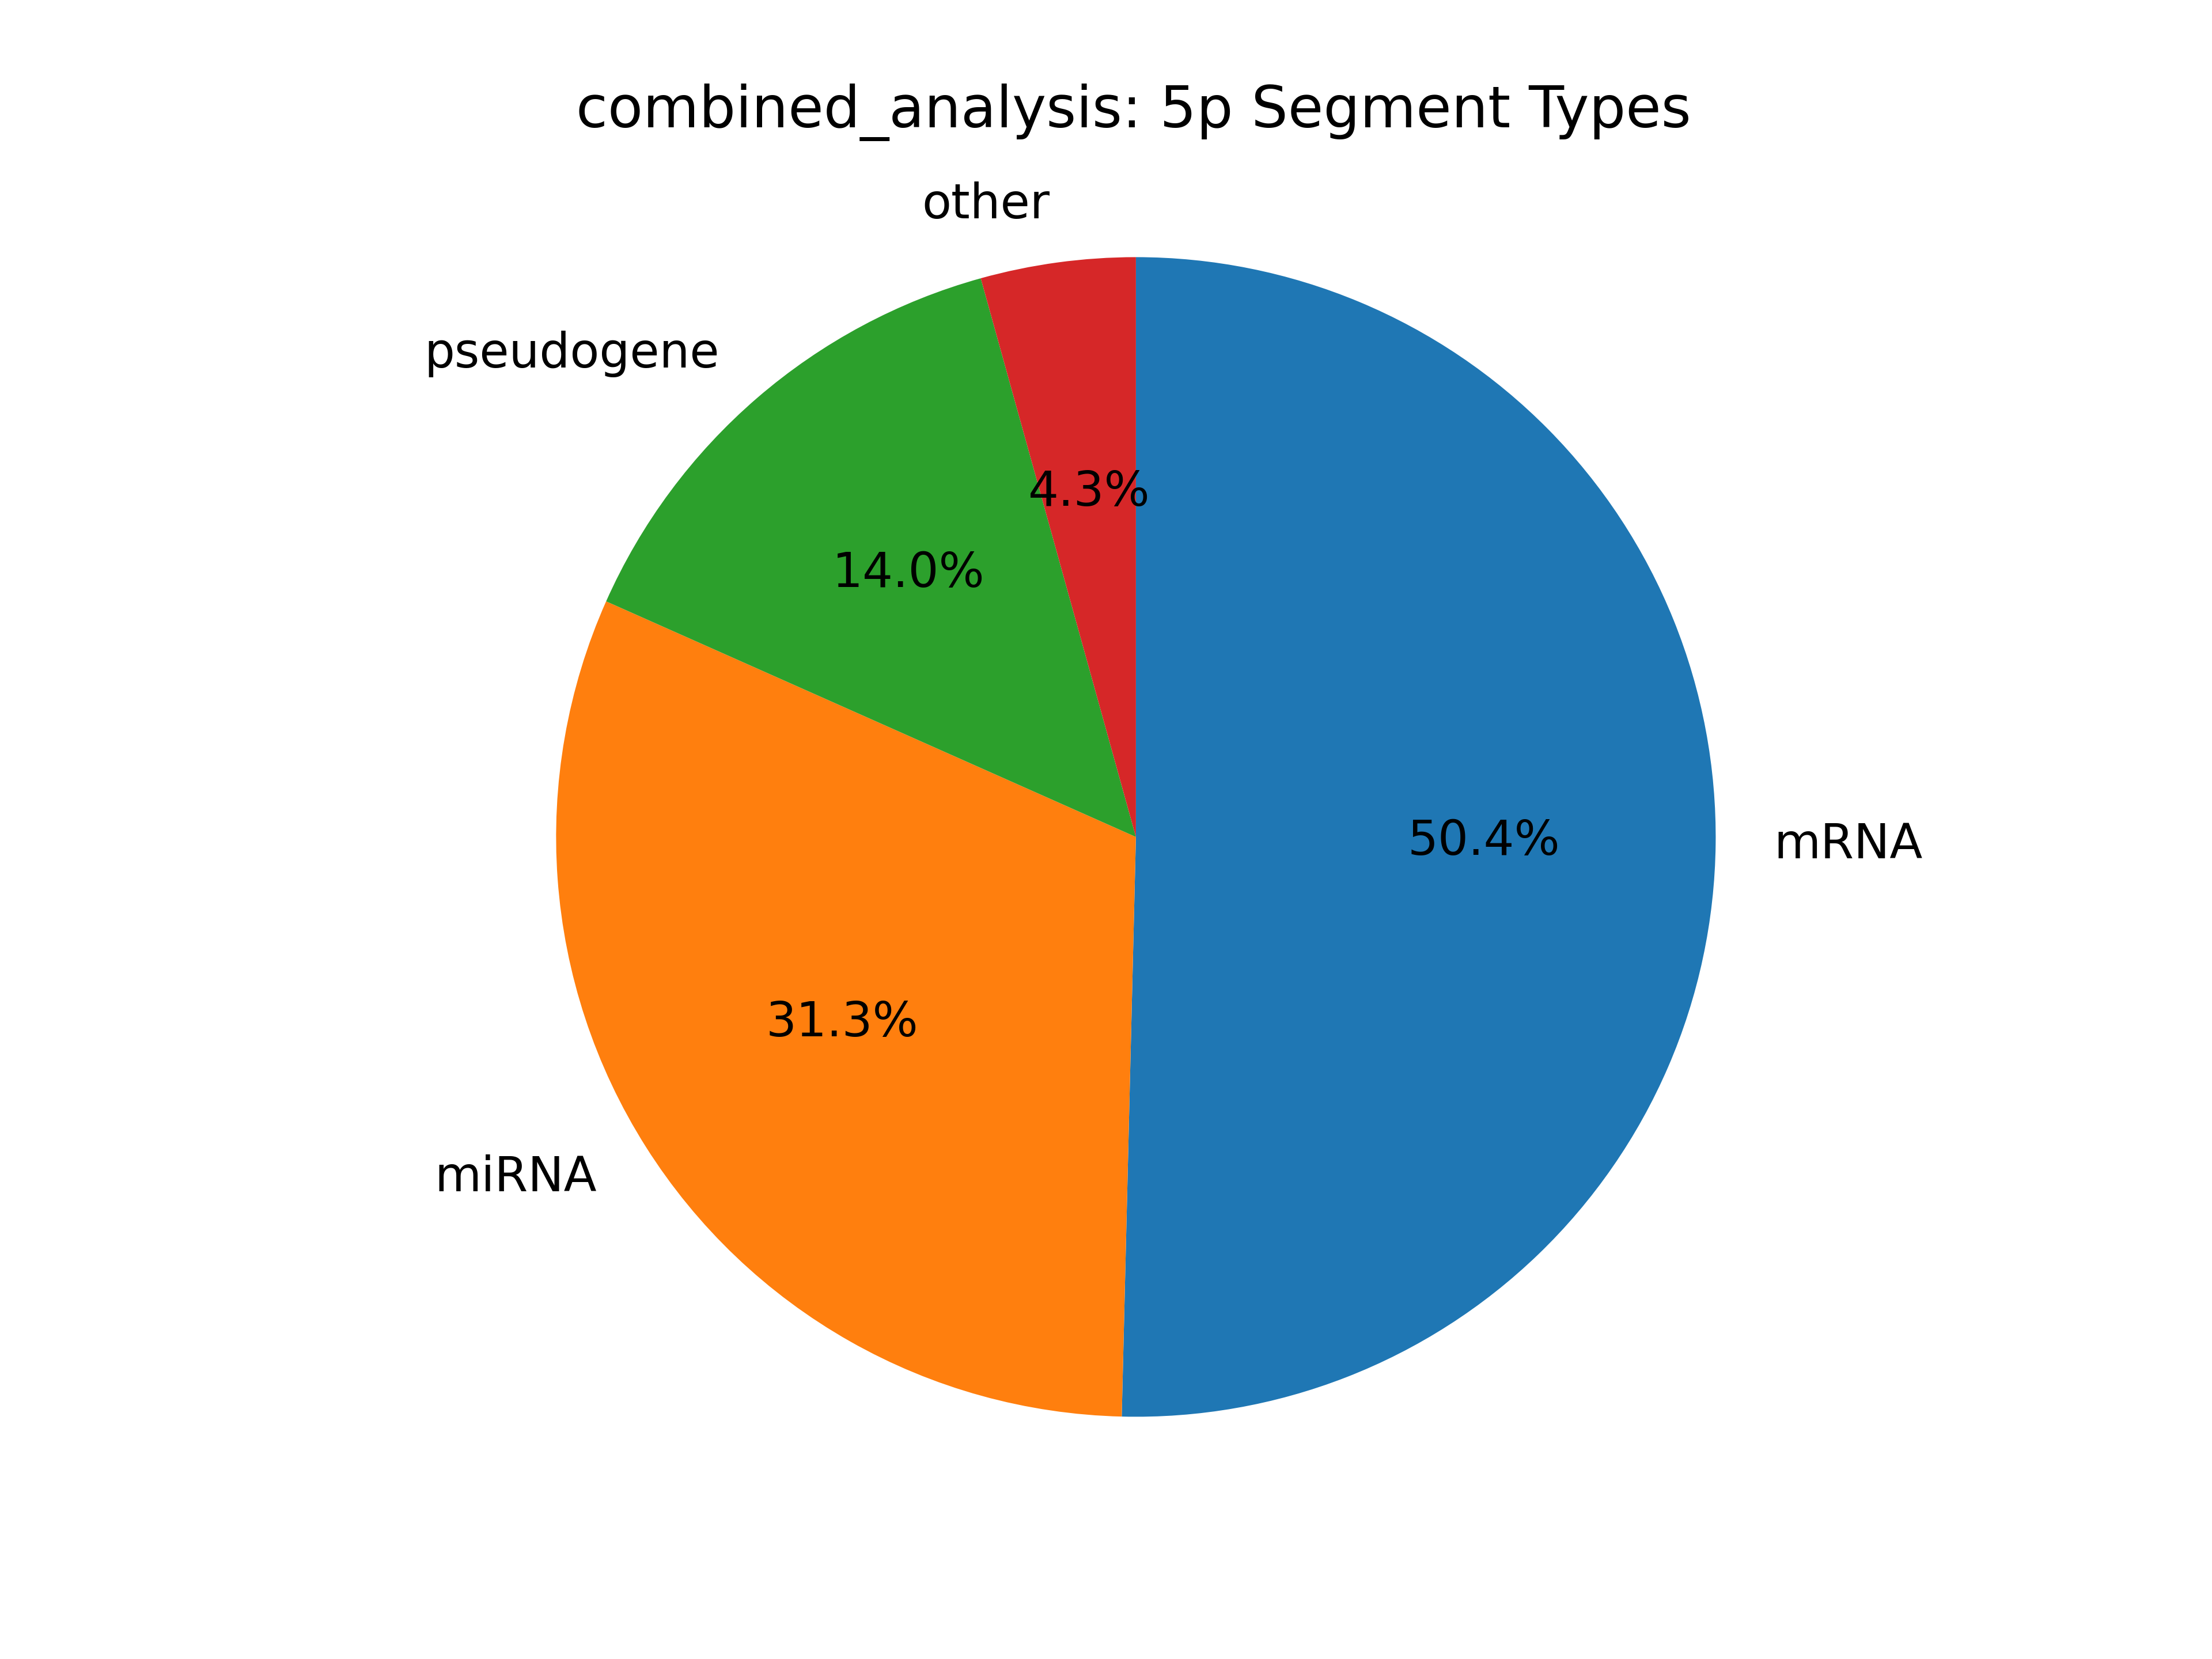 combined_analysis: 5p Segment Types
other
pseudogene
4.3%
14.0%
50.4%
mRNA
31.3%
miRNA